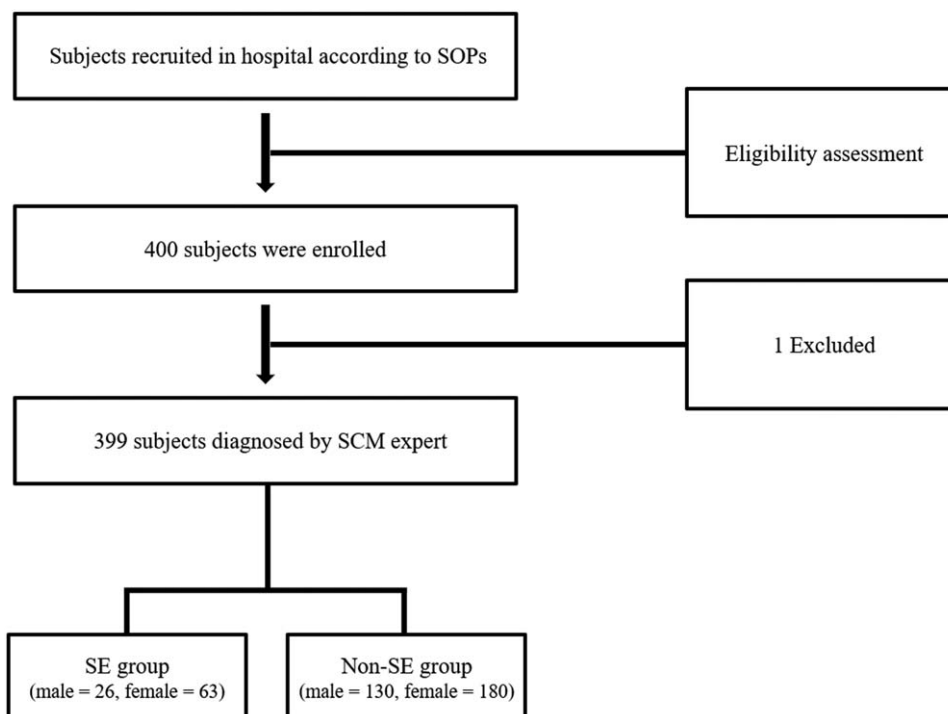 Subjects recruited in hospital according to SOPs
Eligibility assessment
400 subjects were enrolled
1 Excluded
399 subjects diagnosed by SCM expert
SE group
(male = 26, female = 63)
Non-SE group
(male = 130, female = 180)